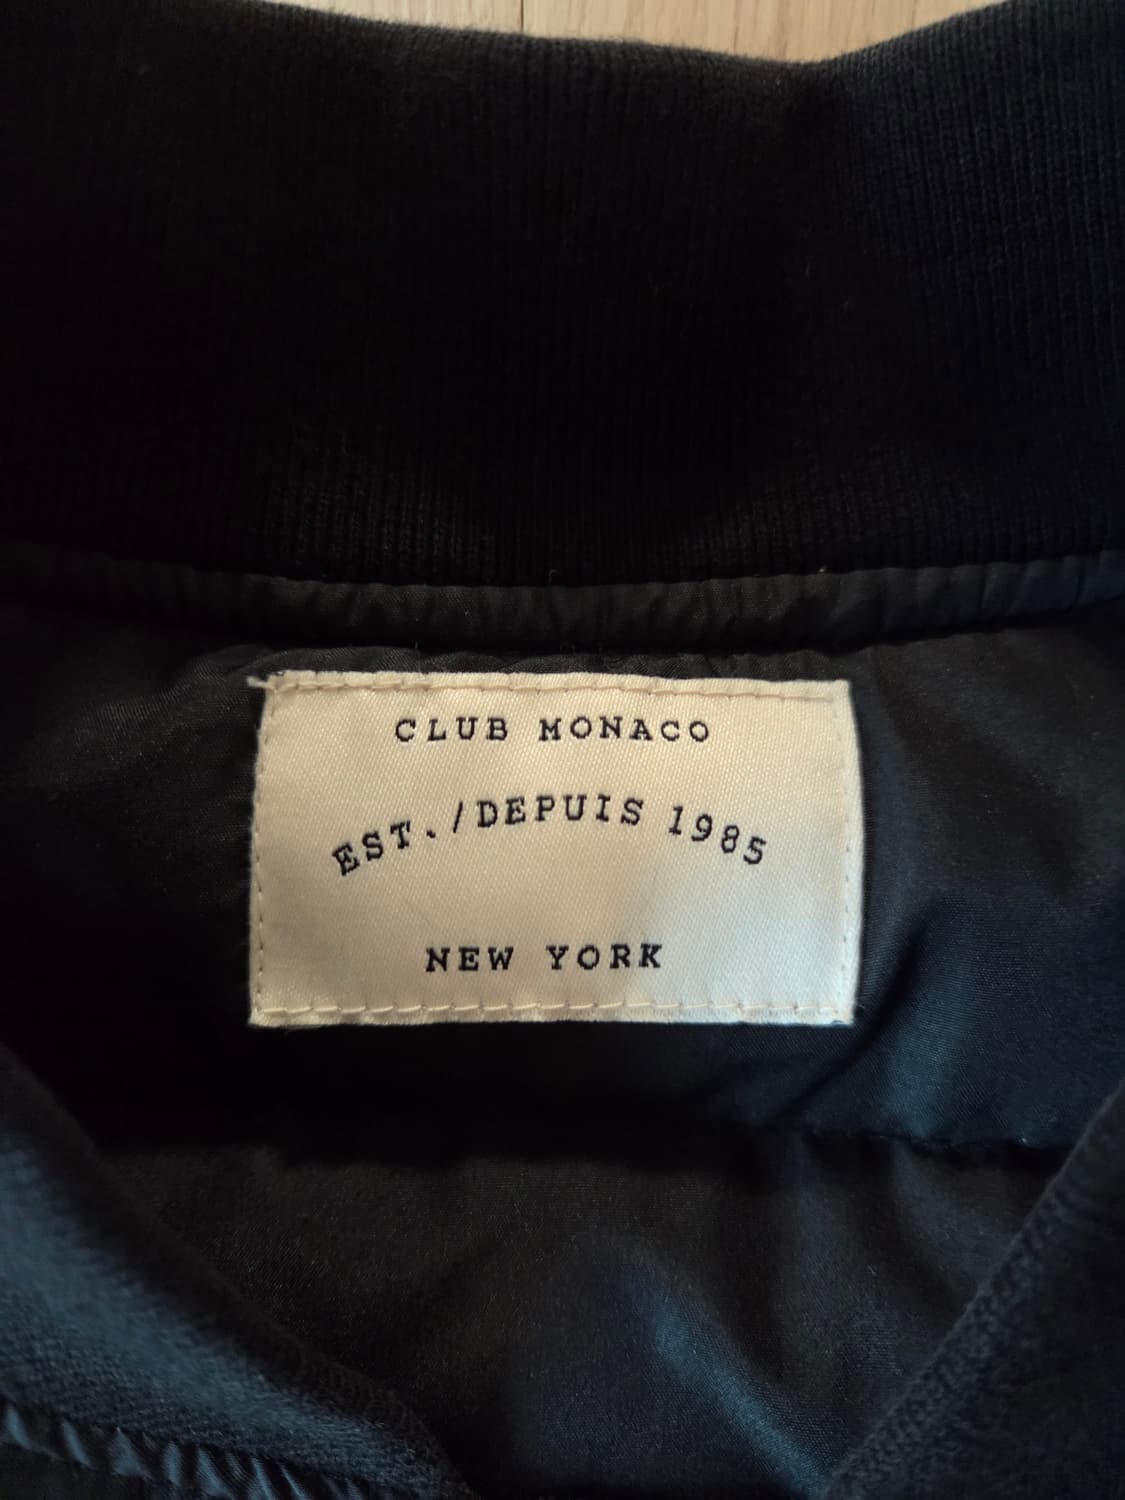 CLUB MONACO
EST./DEPUIS 1985
NEW YORK